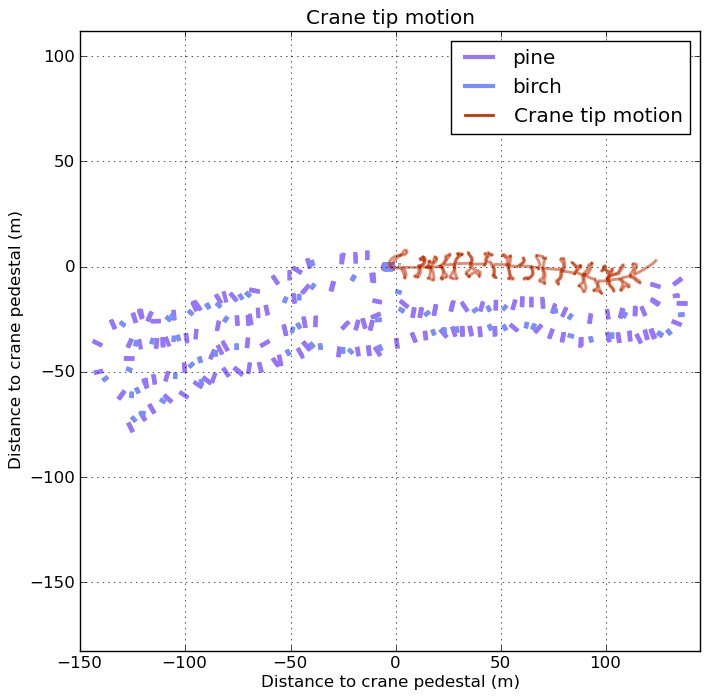 Crane tip motion
pine
birch
Crane tip motion
100
50
0
−50
−100
−150
Distance to crane pedestal (m)
−150 −100 −50 0 50 100
Distance to crane pedestal (m)